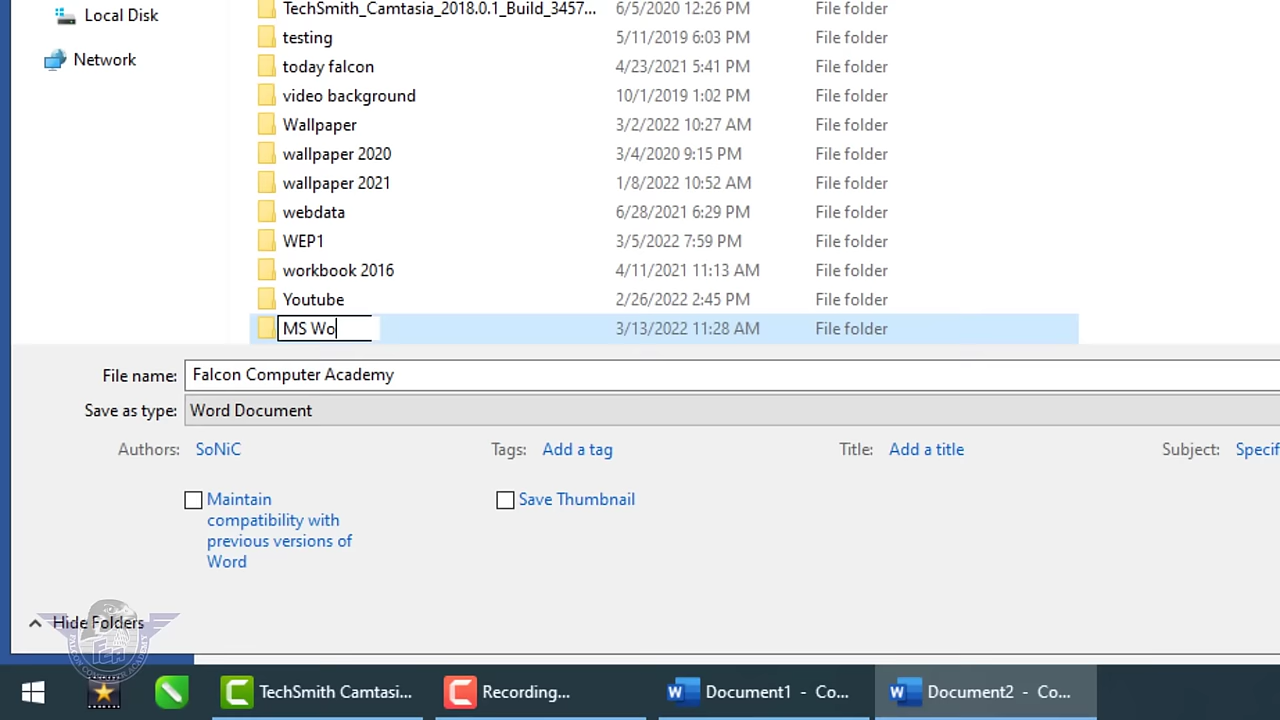 Local Disk
Network
TechSmith_Camtasia_2018.0.1_Build_3457... 6/5/2020 12:26 PM File folder
testing 5/11/2019 6:03 PM File folder
today falcon 4/23/2021 5:41 PM File folder
video background 10/1/2019 1:02 PM File folder
Wallpaper 3/2/2022 10:27 AM File folder
wallpaper 2020 3/4/2020 9:15 PM File folder
wallpaper 2021 1/8/2022 10:52 AM File folder
webdata 6/28/2021 6:29 PM File folder
WEP1 3/5/2022 7:59 PM File folder
workbook 2016 4/11/2021 11:13 AM File folder
Youtube 2/26/2022 2:45 PM File folder
MS Wo 3/13/2022 11:28 AM File folder
File name: Falcon Computer Academy
Save as type: Word Document
Authors: SoNiC Tags: Add a tag Title: Add a title Subject: Specif
Maintain compatibility with previous versions of Word
Save Thumbnail
Hide Folders
FALCON COMPUTER ACADEMY
TechSmith Camtasi... Recording... Document1 - Co... Document2 - Co...